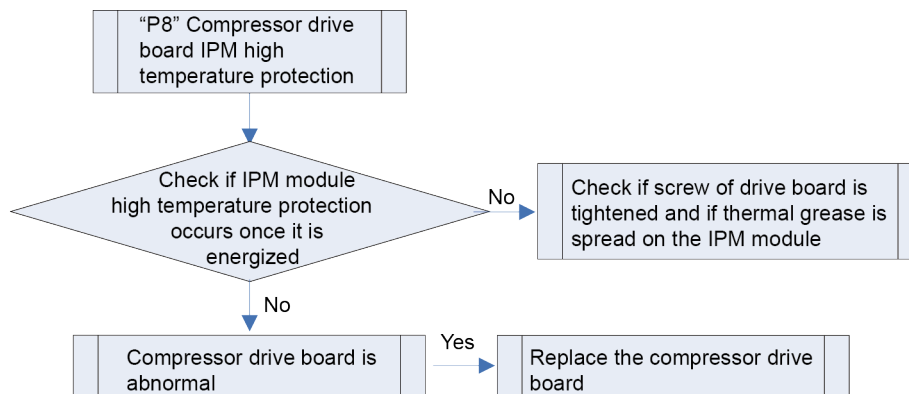 “P8” Compressor drive
board IPM high
temperature protection
Check if IPM module
high temperature protection
occurs once it is
energized
No
Check if screw of drive board is
tightened and if thermal grease is
spread on the IPM module
No
Compressor drive board is
abnormal
Yes
Replace the compressor drive
board